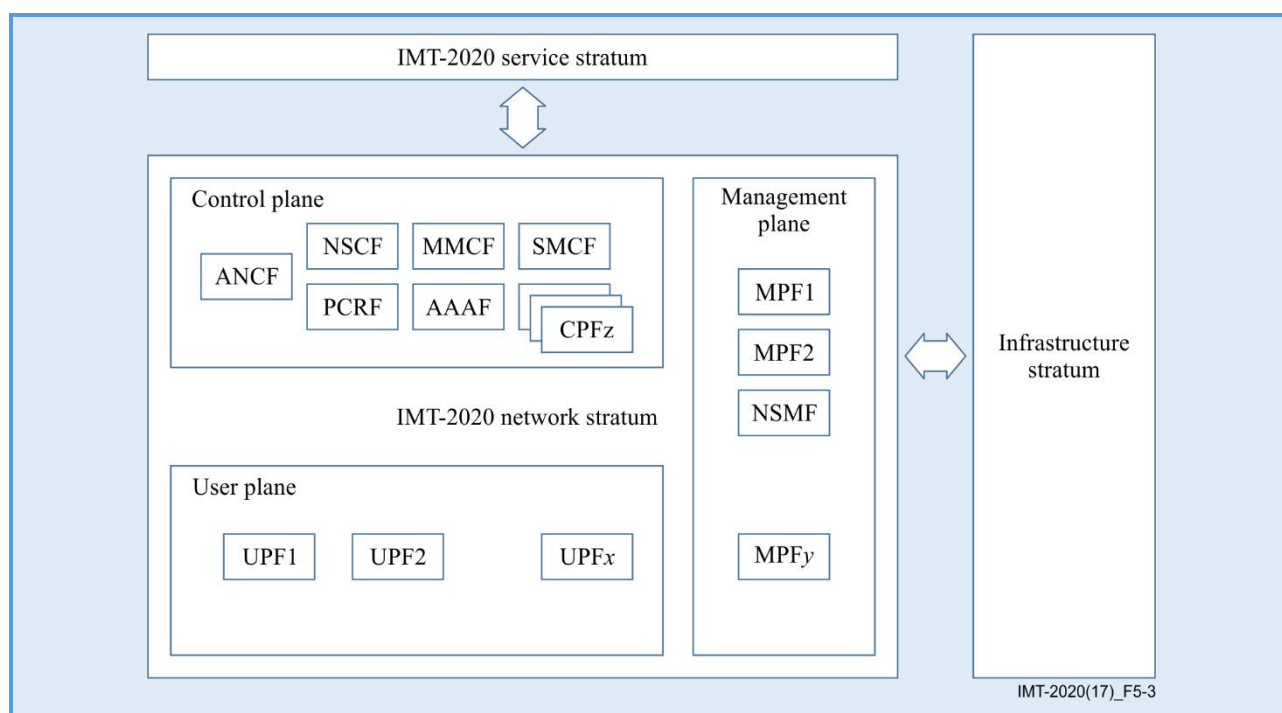 IMT-2020 service stratum
Control plane
ANCF
NSCF
MMCF
SMCF
PCRF
AAAF
CPFz
IMT-2020 network stratum
User plane
UPF1
UPF2
UPFx
Management
plane
MPF1
MPF2
NSMF
MPFy
Infrastructure
stratum
IMT-2020(17)_F5-3